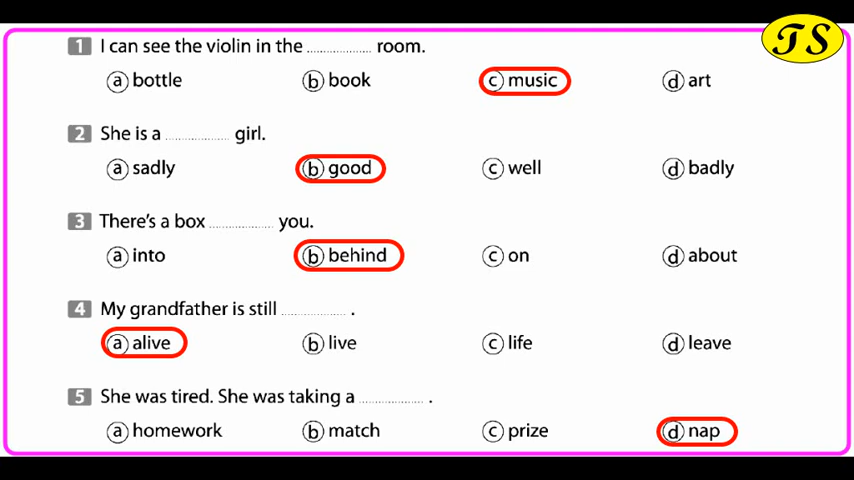 TS
1 I can see the violin in the .................... room.
a bottle b book c music d art
2 She is a .................... girl.
a sadly b good c well d badly
3 There's a box .................... you.
a into b behind c on d about
4 My grandfather is still .................... .
a alive b live c life d leave
5 She was tired. She was taking a .................... .
a homework b match c prize d nap